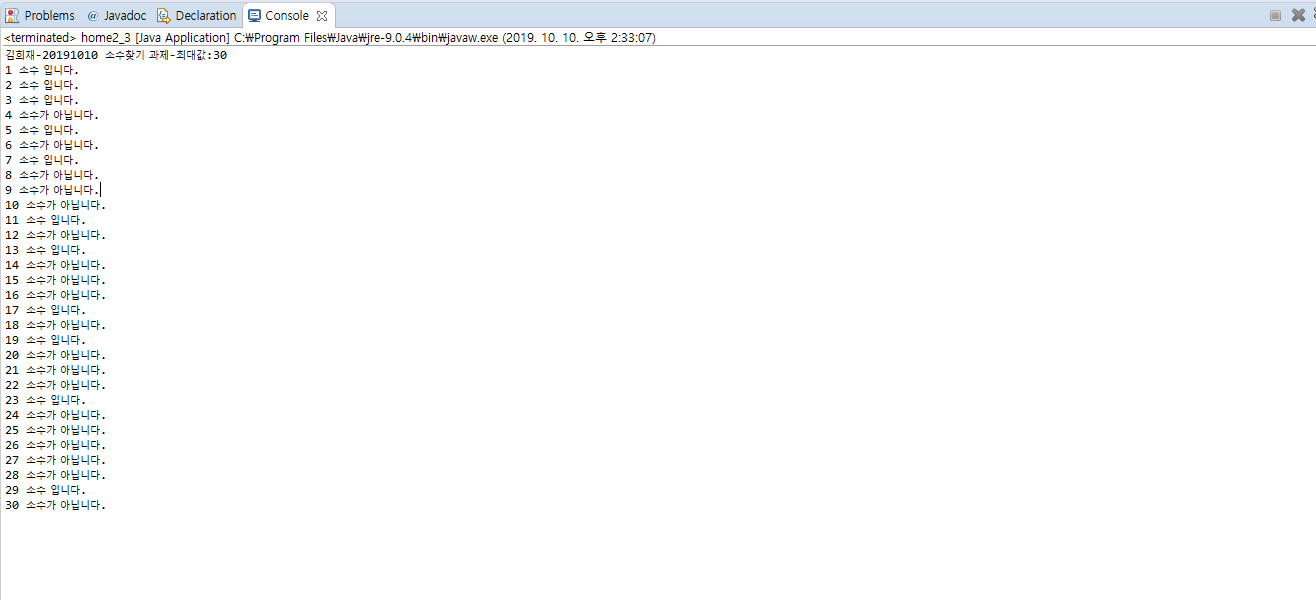 Problems @ Javadoc Declaration Console
<terminated> home2_3 [Java Application] C:₩Program Files₩Java₩jre-9.0.4₩bin₩javaw.exe (2019. 10. 10. 오후 2:33:07)
김희재-20191010 소수찾기 과제-최대값:30
1 소수 입니다.
2 소수 입니다.
3 소수 입니다.
4 소수가 아닙니다.
5 소수 입니다.
6 소수가 아닙니다.
7 소수 입니다.
8 소수가 아닙니다.
9 소수가 아닙니다.
10 소수가 아닙니다.
11 소수 입니다.
12 소수가 아닙니다.
13 소수 입니다.
14 소수가 아닙니다.
15 소수가 아닙니다.
16 소수가 아닙니다.
17 소수 입니다.
18 소수가 아닙니다.
19 소수 입니다.
20 소수가 아닙니다.
21 소수가 아닙니다.
22 소수가 아닙니다.
23 소수 입니다.
24 소수가 아닙니다.
25 소수가 아닙니다.
26 소수가 아닙니다.
27 소수가 아닙니다.
28 소수가 아닙니다.
29 소수 입니다.
30 소수가 아닙니다.